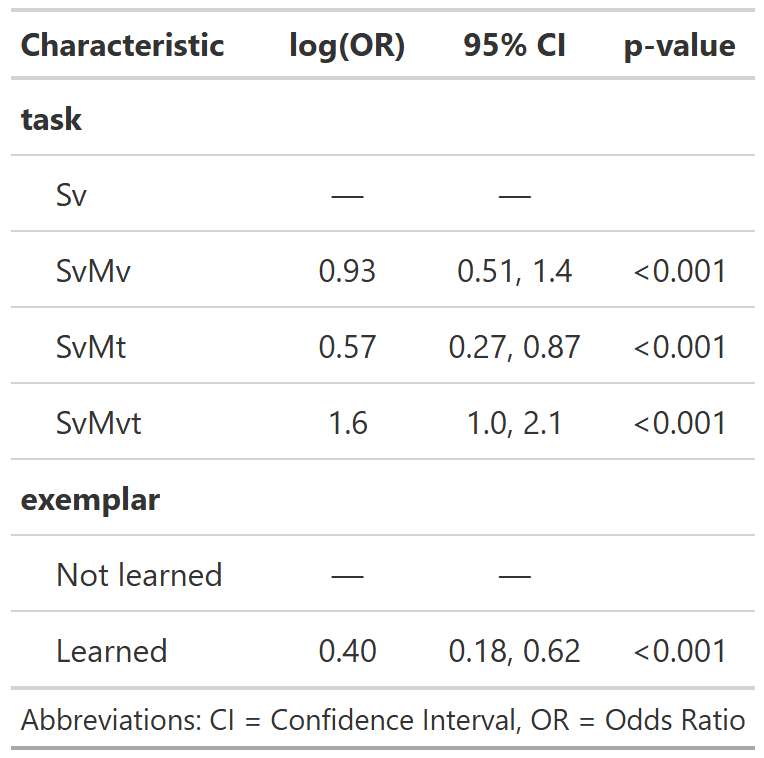 Characteristic log(OR) 95% CI p-value
task
Sv — —
SvMv 0.93 0.51, 1.4 <0.001
SvMt 0.57 0.27, 0.87 <0.001
SvMvt 1.6 1.0, 2.1 <0.001
exemplar
Not learned — —
Learned 0.40 0.18, 0.62 <0.001
Abbreviations: CI = Confidence Interval, OR = Odds Ratio